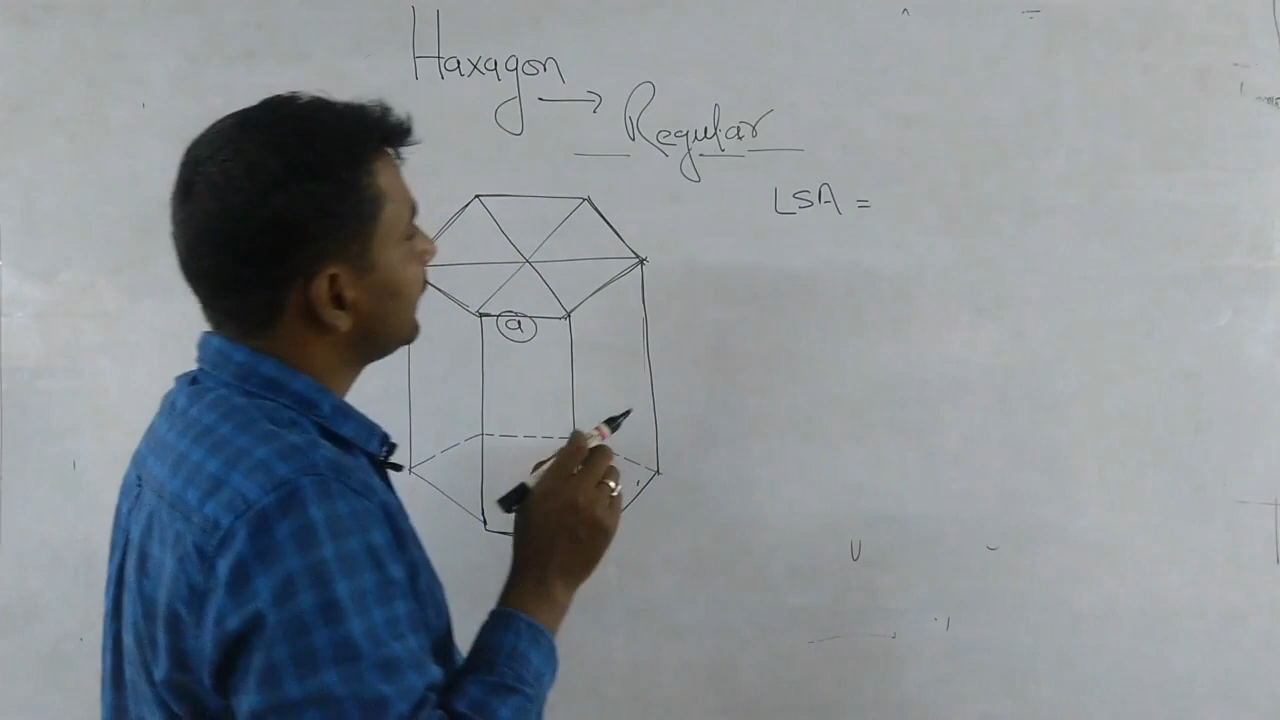 Haxagon →
Regular
LSA =
a